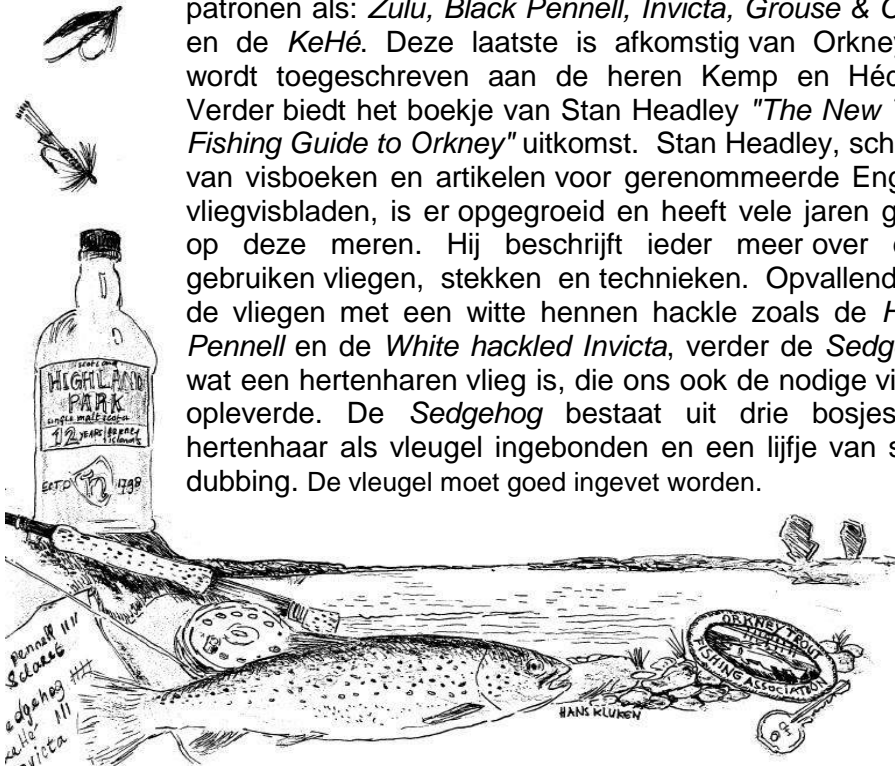 patronen als: Zulu, Black Pennell, Invicta, Grouse &
en de KeHé. Deze laatste is afkomstig van Orkney
wordt toegeschreven aan de heren Kemp en Héd
Verder biedt het boekje van Stan Headley "The New
Fishing Guide to Orkney" uitkomst. Stan Headley, sch
van visboeken en artikelen voor gerenommeerde Eng
vliegvisbladen, is er opgegroeid en heeft vele jaren g
op deze meren. Hij beschrijft ieder meer over
gebruiken vliegen, stekken en technieken. Opvallend
de vliegen met een witte hennen hackle zoals de
Pennell en de White hackled Invicta, verder de Sedg
wat een hertenharen vlieg is, die ons ook de nodige vi
opleverde. De Sedgehog bestaat uit drie bosjes
hertenhaar als vleugel ingebonden en een lijfje van s
dubbing. De vleugel moet goed ingevet worden.
HIGHLAND
PARK
single malt scotch
12 YEARS
ESTD 1798
Pennell IIII
edgehog
KeHé III
nvicta
HANS KLUKEN
ORKNEY TROUT
FISHING ASSOCIATION